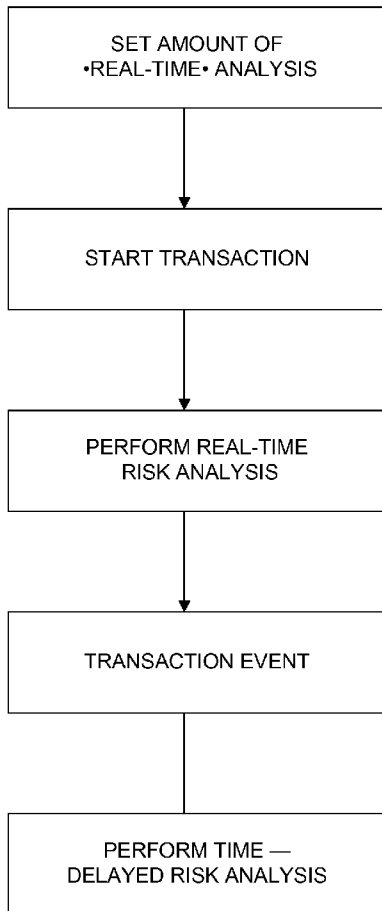 SET AMOUNT OF
•REAL-TIME• ANALYSIS
START TRANSACTION
PERFORM REAL-TIME
RISK ANALYSIS
TRANSACTION EVENT
PERFORM TIME —
DELAYED RISK ANALYSIS